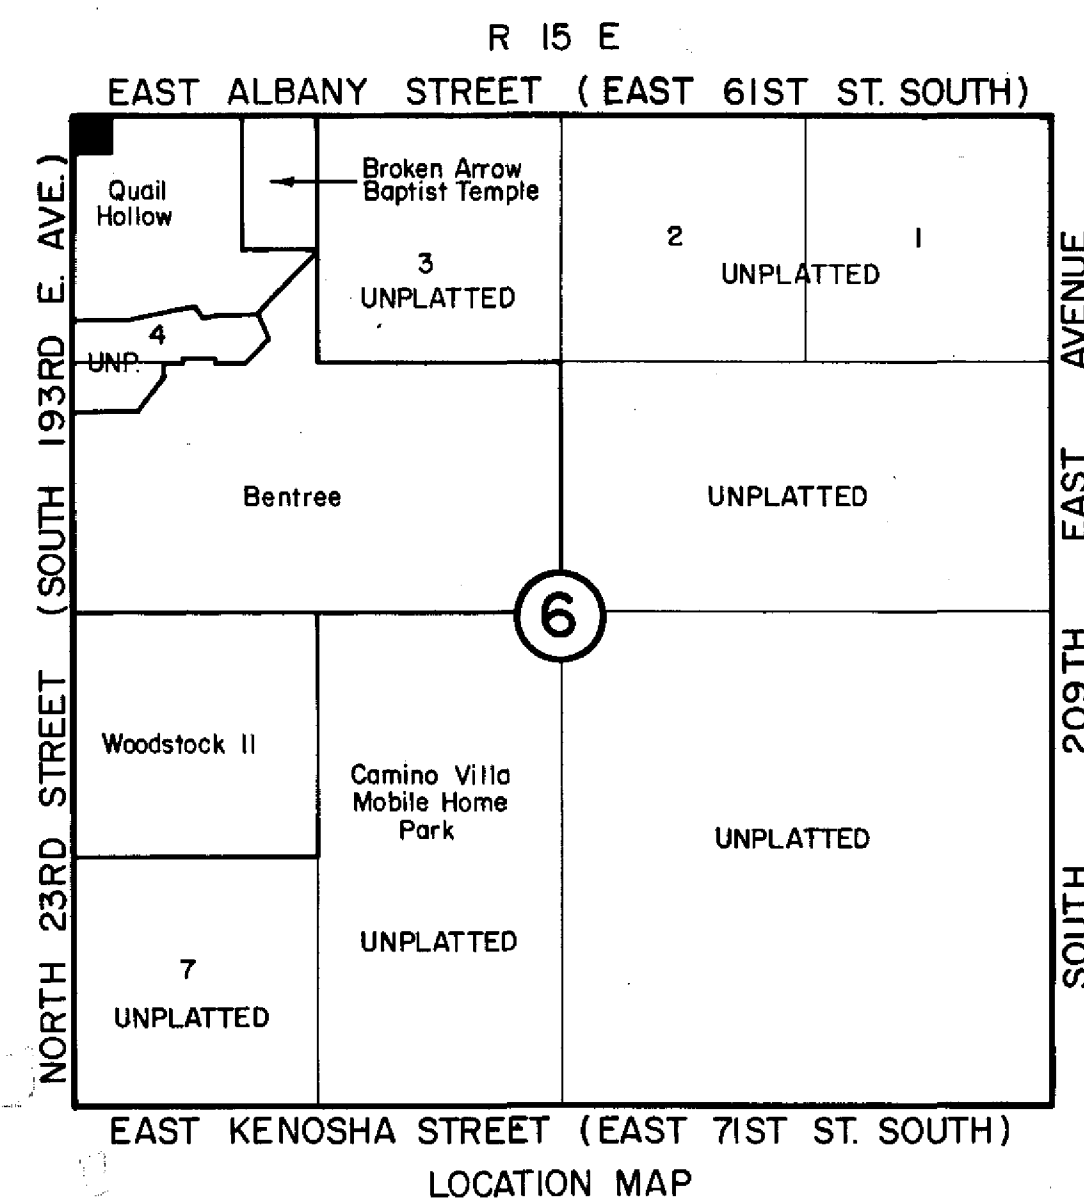 R 15 E
EAST ALBANY STREET (EAST 61ST ST. SOUTH)
Broken Arrow
Baptist Temple
Quail
Hollow
3
UNPLATTED
2
1
UNPLATTED
4
UNP.
Bentree
UNPLATTED
6
Woodstock II
Camino Villa
Mobile Home
Park
UNPLATTED
UNPLATTED
7
UNPLATTED
NORTH 23RD STREET (SOUTH 193RD E. AVE.)
SOUTH 209TH EAST AVENUE
EAST KENOSHA STREET (EAST 71ST ST. SOUTH)
LOCATION MAP